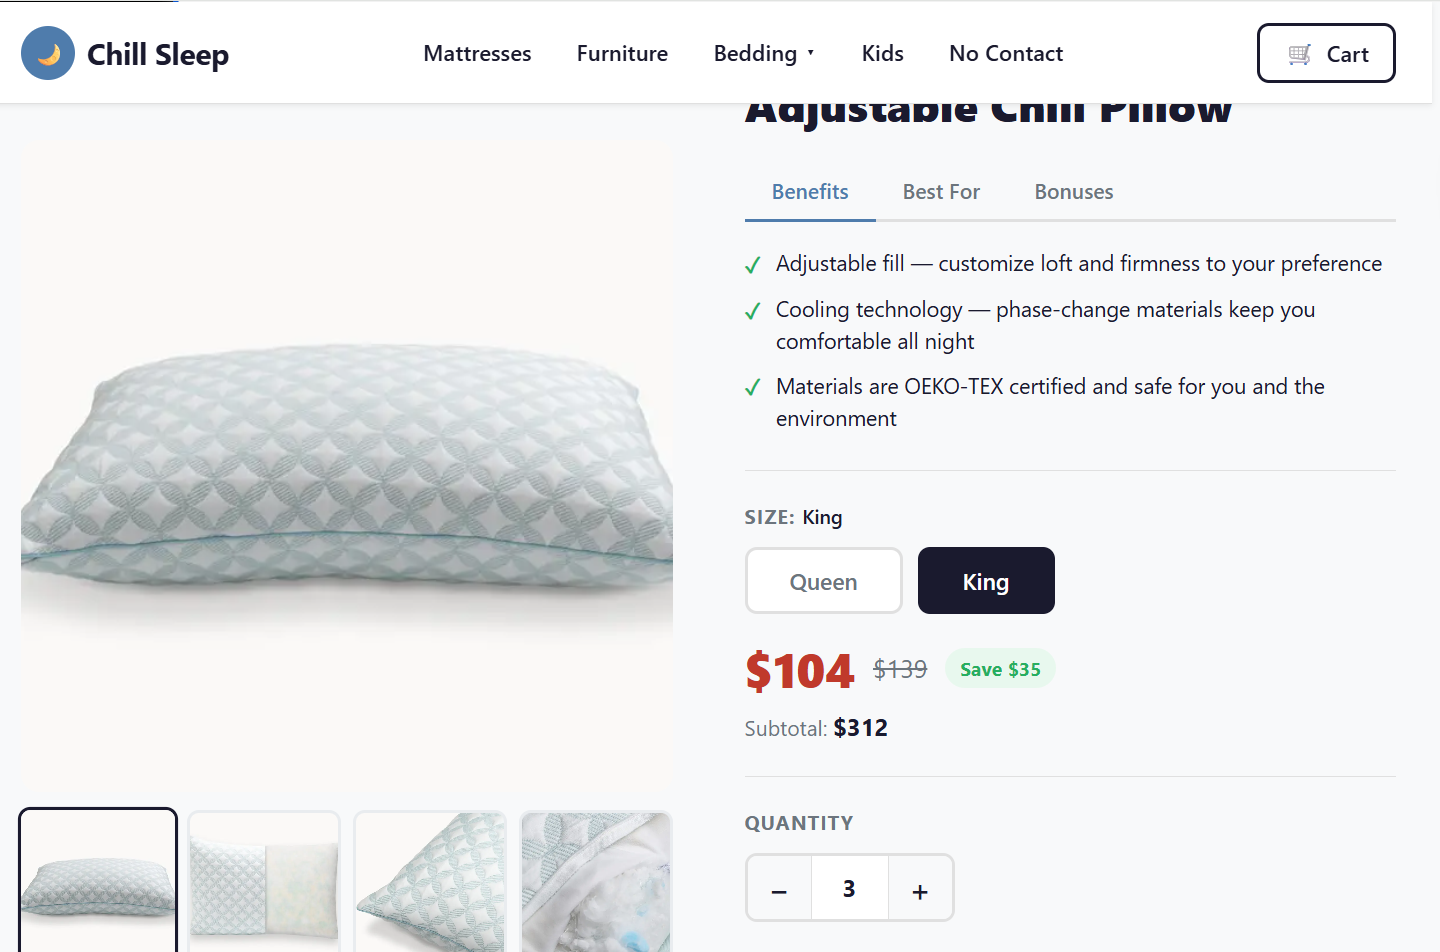 Chill Sleep
Mattresses
Furniture
Bedding ▼
Kids
No Contact
Cart
Adjustable Chill Pillow
Benefits
Best For
Bonuses
✓ Adjustable fill — customize loft and firmness to your preference
✓ Cooling technology — phase-change materials keep you
comfortable all night
✓ Materials are OEKO-TEX certified and safe for you and the
environment
SIZE: King
Queen
King
$104 $139 Save $35
Subtotal: $312
QUANTITY
− 3 +